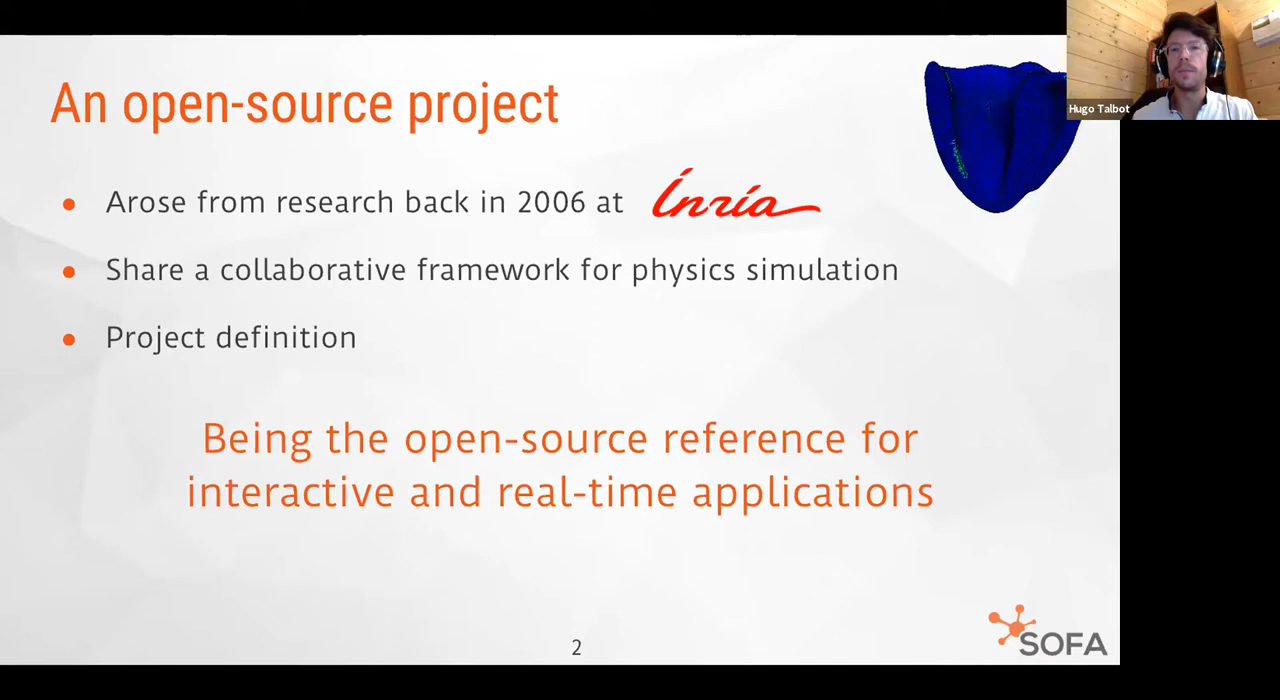 An open-source project
Hugo Talbot
Arose from research back in 2006 at Inria
Share a collaborative framework for physics simulation
Project definition
Being the open-source reference for
interactive and real-time applications
2
SOFA